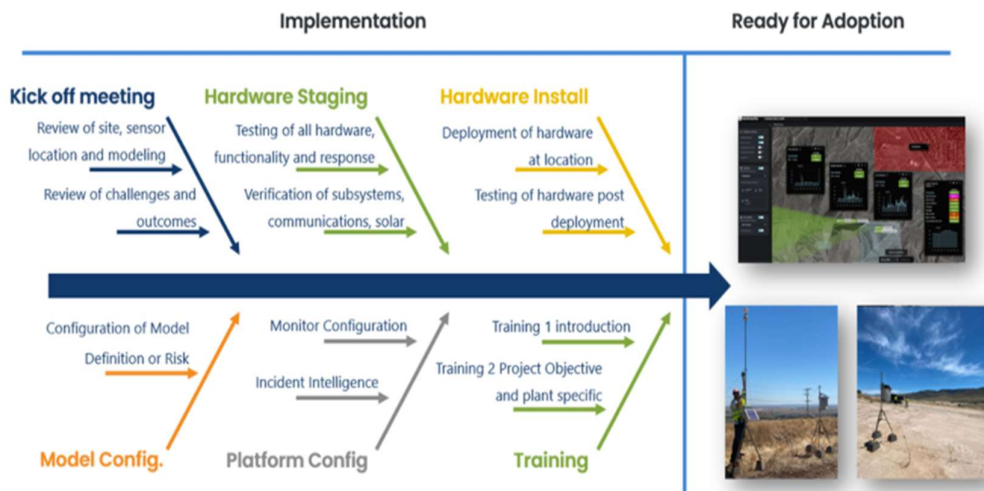 Implementation
Ready for Adoption
Kick off meeting
Review of site, sensor
location and modeling
Review of challenges and
outcomes
Hardware Staging
Testing of all hardware,
functionality and response
Verification of subsystems,
communications, solar
Hardware Install
Deployment of hardware
at location
Testing of hardware post
deployment
Configuration of Model
Definition or Risk
Model Config.
Monitor Configuration
Incident Intelligence
Platform Config
Training 1 introduction
Training 2 Project Objective
and plant specific
Training